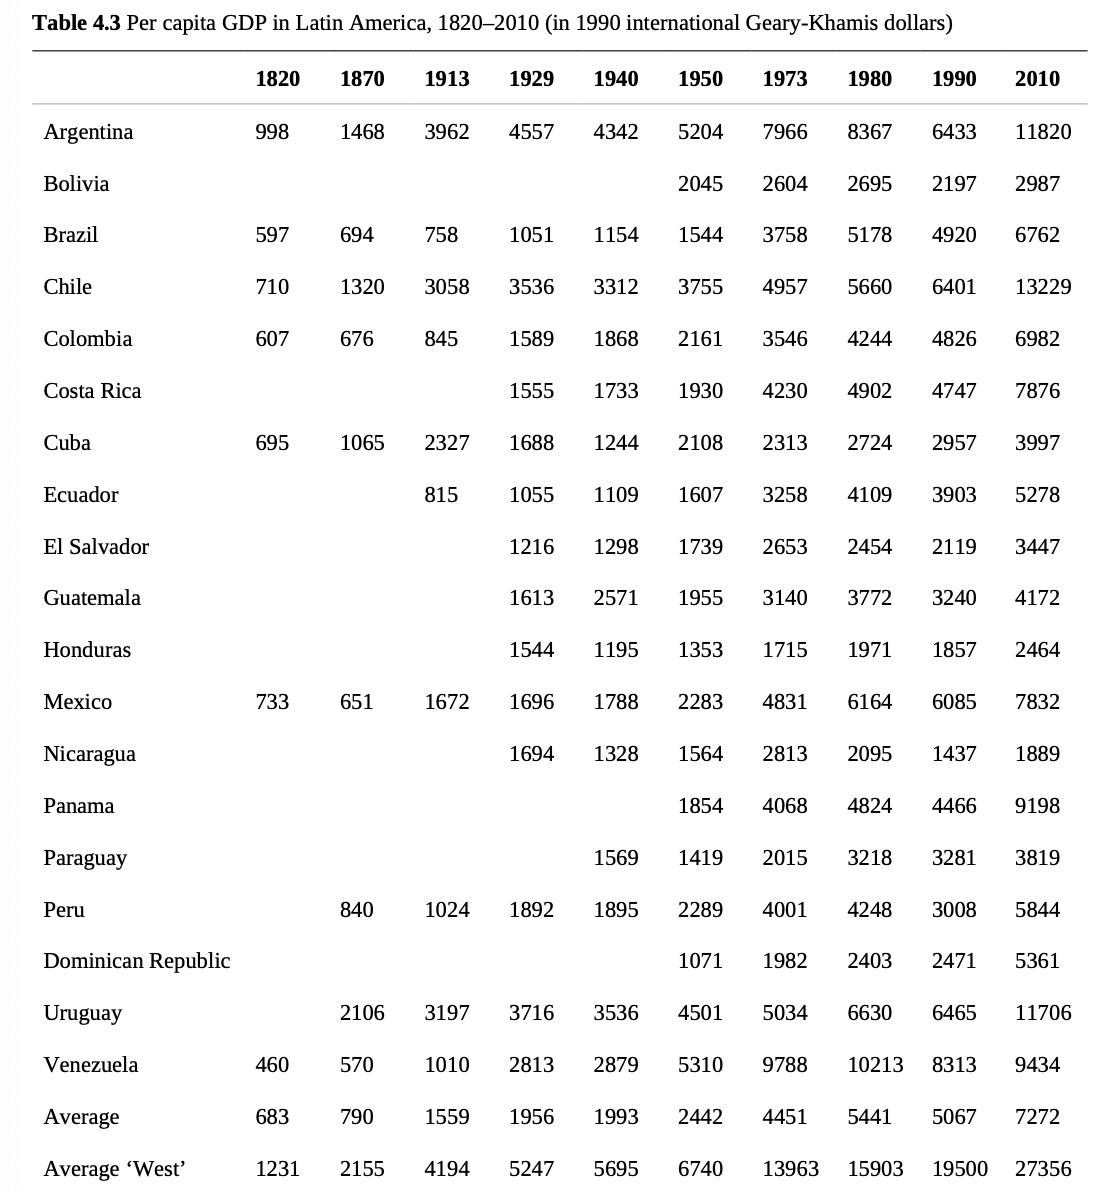 Table 4.3 Per capita GDP in Latin America, 1820–2010 (in 1990 international Geary-Khamis dollars)
1820 1870 1913 1929 1940 1950 1973 1980 1990 2010
Argentina 998 1468 3962 4557 4342 5204 7966 8367 6433 11820
Bolivia 2045 2604 2695 2197 2987
Brazil 597 694 758 1051 1154 1544 3758 5178 4920 6762
Chile 710 1320 3058 3536 3312 3755 4957 5660 6401 13229
Colombia 607 676 845 1589 1868 2161 3546 4244 4826 6982
Costa Rica 1555 1733 1930 4230 4902 4747 7876
Cuba 695 1065 2327 1688 1244 2108 2313 2724 2957 3997
Ecuador 815 1055 1109 1607 3258 4109 3903 5278
El Salvador 1216 1298 1739 2653 2454 2119 3447
Guatemala 1613 2571 1955 3140 3772 3240 4172
Honduras 1544 1195 1353 1715 1971 1857 2464
Mexico 733 651 1672 1696 1788 2283 4831 6164 6085 7832
Nicaragua 1694 1328 1564 2813 2095 1437 1889
Panama 1854 4068 4824 4466 9198
Paraguay 1569 1419 2015 3218 3281 3819
Peru 840 1024 1892 1895 2289 4001 4248 3008 5844
Dominican Republic 1071 1982 2403 2471 5361
Uruguay 2106 3197 3716 3536 4501 5034 6630 6465 11706
Venezuela 460 570 1010 2813 2879 5310 9788 10213 8313 9434
Average 683 790 1559 1956 1993 2442 4451 5441 5067 7272
Average ‘West’ 1231 2155 4194 5247 5695 6740 13963 15903 19500 27356